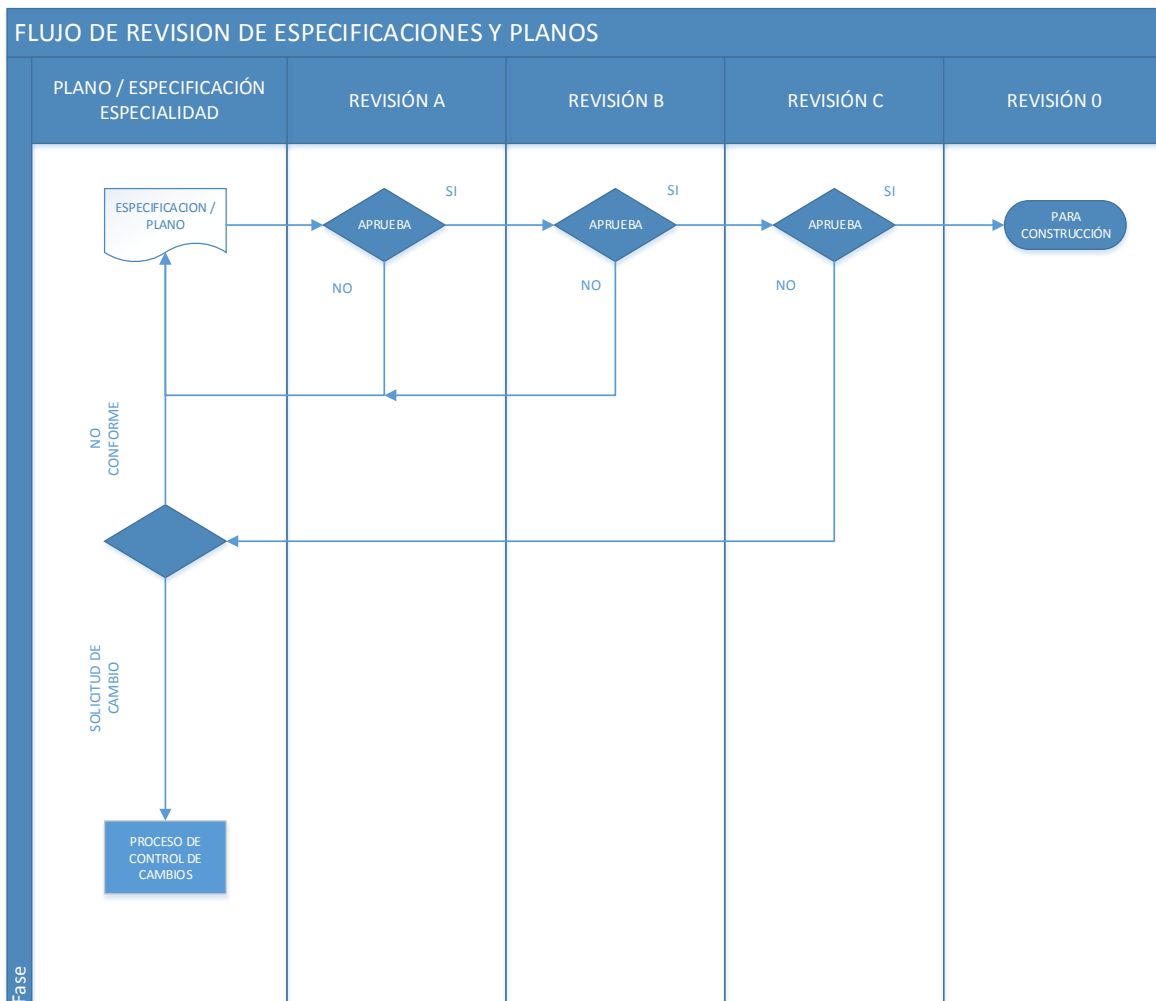 FLUJO DE REVISION DE ESPECIFICACIONES Y PLANOS
PLANO / ESPECIFICACIÓN
ESPECIALIDAD
REVISIÓN A
REVISIÓN B
REVISIÓN C
REVISIÓN 0
ESPECIFICACION /
PLANO
APRUEBA
SI
NO
APRUEBA
SI
NO
APRUEBA
SI
NO
PARA
CONSTRUCCIÓN
NO
CONFORME
SOLICITUD DE
CAMBIO
PROCESO DE
CONTROL DE
CAMBIOS
Fase